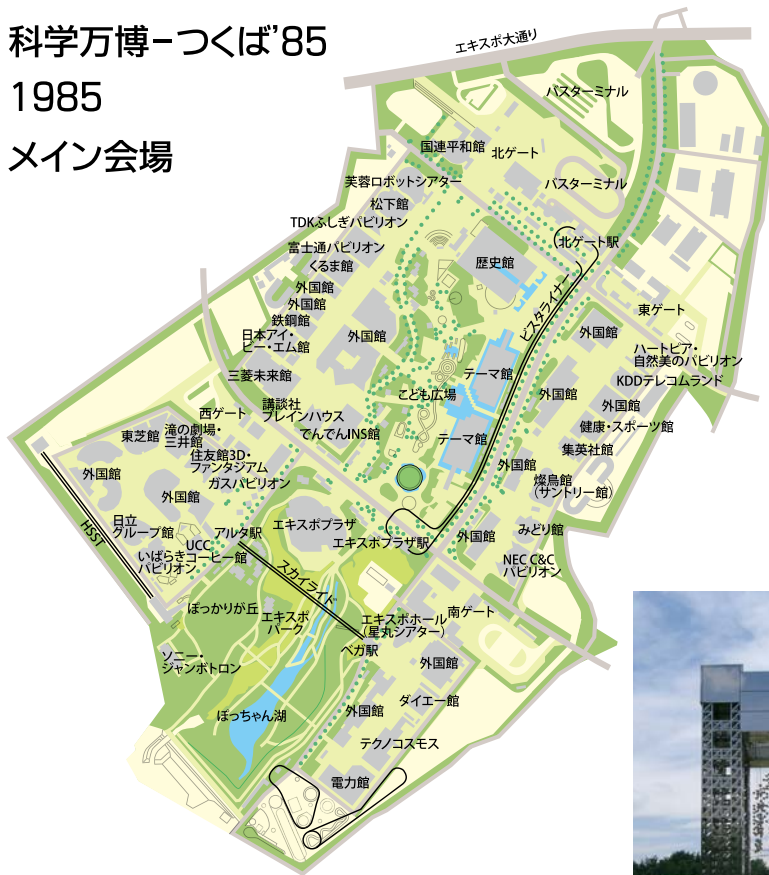 科学万博−つくば’85
1985
メイン会場
エキスポ大通り
バスターミナル
国連平和館
北ゲート
芙蓉ロボットシアター
バスターミナル
松下館
TDKふしぎパビリオン
北ゲート駅
富士通パビリオン
歴史館
くるま館
外国館
外国館
ビスタライナー
東ゲート
鉄鋼館
外国館
日本アイ・
ビー・エム館
外国館
ハートピア・
自然美のパビリオン
三菱未来館
テーマ館
KDDテレコムランド
こども広場
外国館
外国館
講談社
ブレインハウス
西ゲート
健康・スポーツ館
でんでんINS館
テーマ館
東芝館
滝の劇場・
三井館
集英社館
住友館3D・
ファンタジアム
外国館
外国館
燦鳥館
（サントリー館）
ガスパビリオン
外国館
日立
グループ館
エキスポプラザ
みどり館
アルタ駅
エキスポプラザ駅
外国館
HSST
UCC
コーヒー館
いばらき
パビリオン
NEC C&C
パビリオン
スカイライド
ぽっかりが丘
エキスポ
パーク
エキスポホール
（星丸シアター）
南ゲート
ベガ駅
ソニー・
ジャンボトロン
外国館
ダイエー館
ぽっちゃん湖
外国館
テクノコスモス
電力館